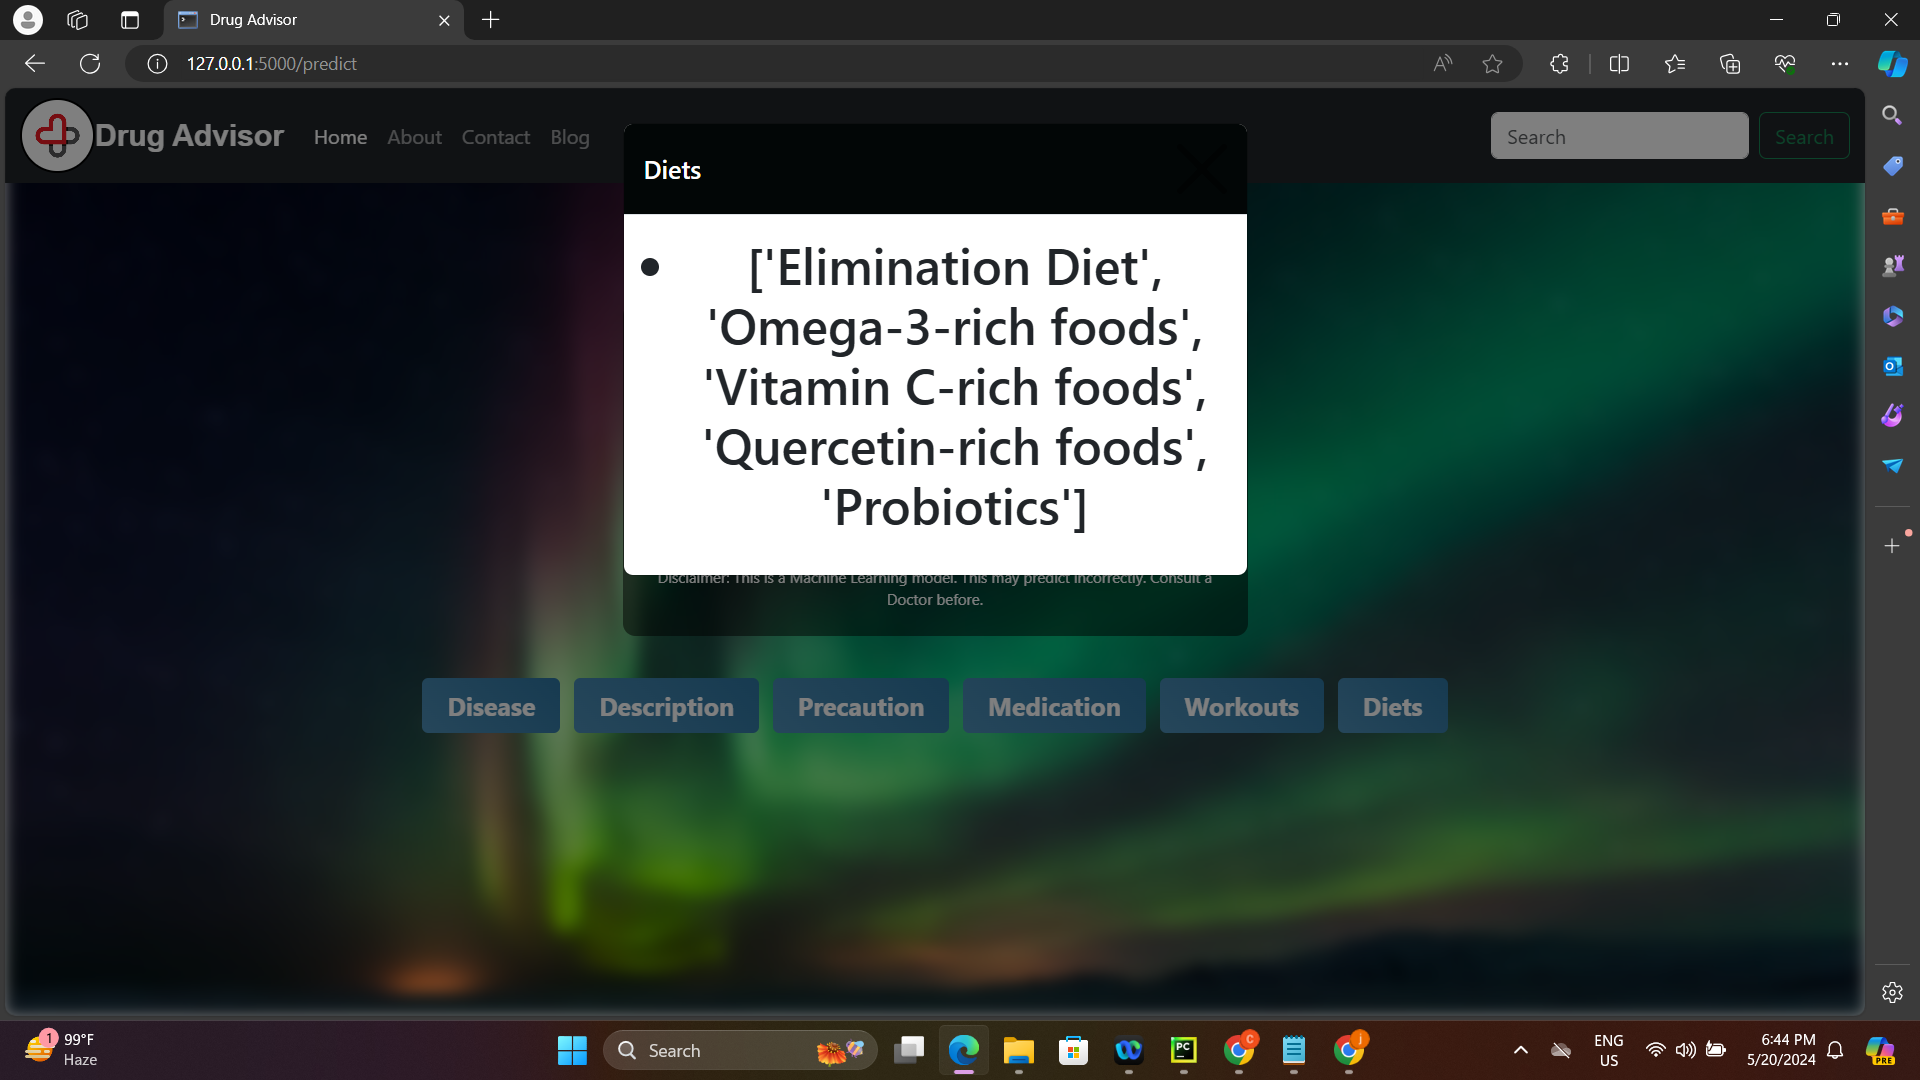 Drug Advisor
127.0.0.1:5000/predict
Drug Advisor
Home About Contact Blog
Search
Search
Diets
['Elimination Diet',
'Omega-3-rich foods',
'Vitamin C-rich foods',
'Quercetin-rich foods',
'Probiotics']
Disclaimer: This is a Machine Learning model. This may predict incorrectly. Consult a
Doctor before.
Disease Description Precaution Medication Workouts Diets
1
99°F
Haze
Search
PC
C
j
ENG
US
6:44 PM
5/20/2024
PRE